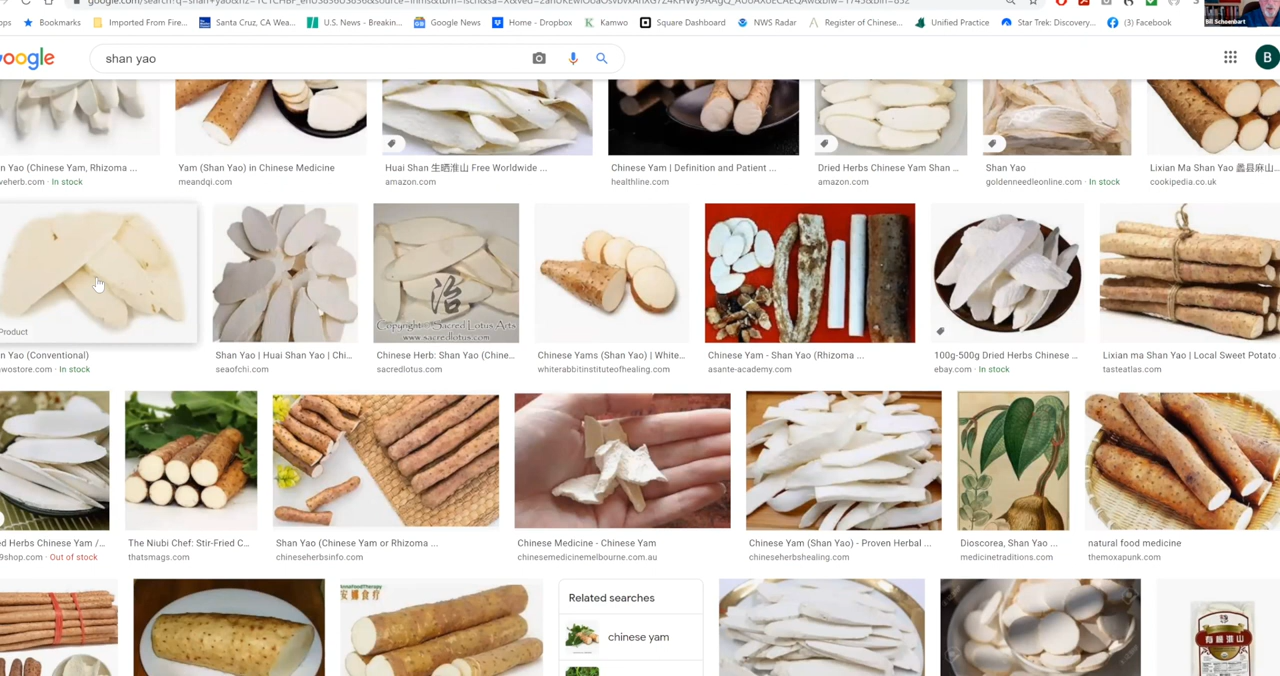 Bookmarks
Imported From Fire...
Santa Cruz, CA Wea...
U.S. News - Breakin...
Google News
Home - Dropbox
Kamwo
Square Dashboard
NWS Radar
Register of Chinese...
Unified Practice
Star Trek: Discovery...
(3) Facebook
Bill Schoenbart
oogle
shan yao
B
n Yao (Chinese Yam, Rhizoma ...
veherb.com · In stock
Yam (Shan Yao) in Chinese Medicine
meandqi.com
Huai Shan 生晒淮山 Free Worldwide ...
amazon.com
Chinese Yam | Definition and Patient ...
healthline.com
Dried Herbs Chinese Yam Shan ...
amazon.com
Shan Yao
goldenneedleonline.com · In stock
Lixian Ma Shan Yao 蠡县麻山...
cookipedia.co.uk
Product
n Yao (Conventional)
wostore.com · In stock
Shan Yao | Huai Shan Yao | Chi...
seaofchi.com
治
Copyright - Sacred Lotus Arts
www.sacredlotus.com
Chinese Herb: Shan Yao (Chine...
sacredlotus.com
Chinese Yams (Shan Yao) | White...
whiterabbitinstituteofhealing.com
Chinese Yam - Shan Yao (Rhizoma ...
asante-academy.com
100g-500g Dried Herbs Chinese ...
ebay.com · In stock
Lixian ma Shan Yao | Local Sweet Potato
tasteatlas.com
ed Herbs Chinese Yam /...
9shop.com · Out of stock
The Niubi Chef: Stir-Fried C...
thatsmags.com
Shan Yao (Chinese Yam or Rhizoma ...
chineseherbsinfo.com
Chinese Medicine - Chinese Yam
chinesemedicinemelbourne.com.au
Chinese Yam (Shan Yao) - Proven Herbal ...
chineseherbshealing.com
Dioscorea, Shan Yao ...
medicinetraditions.com
natural food medicine
themoxapunk.com
Related searches
chinese yam